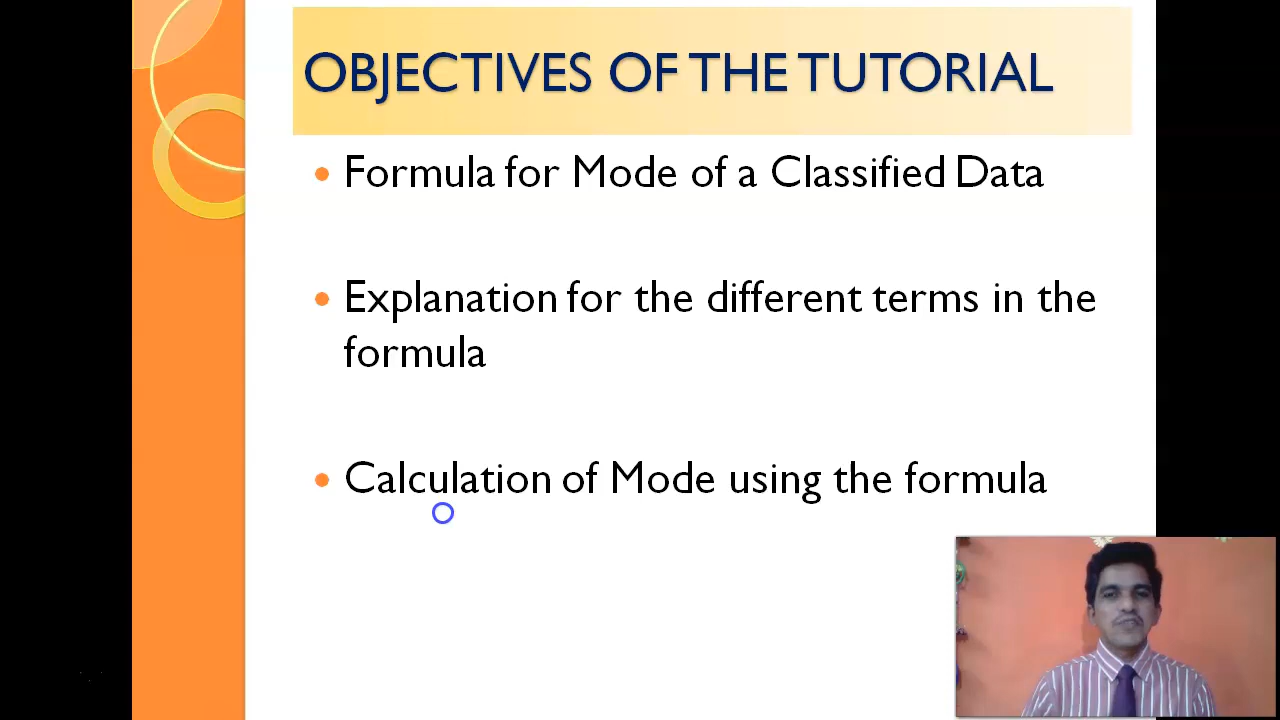 OBJECTIVES OF THE TUTORIAL
Formula for Mode of a Classified Data
Explanation for the different terms in the
formula
Calculation of Mode using the formula